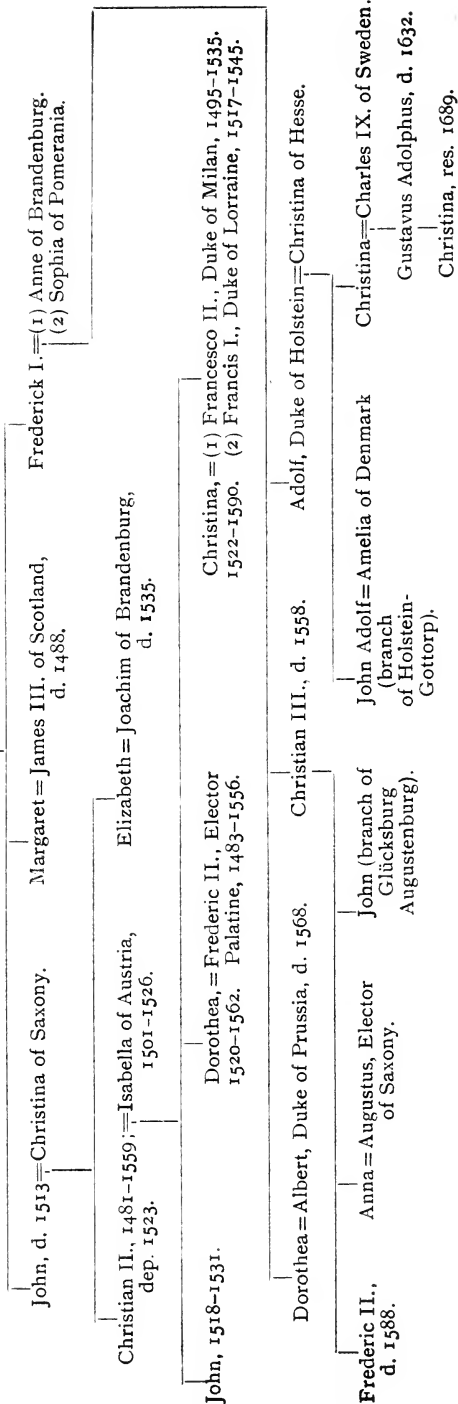 John, d. 1513=Christina of Saxony.
Margaret=James III. of Scotland,
d. 1488.
Frederick I.=(1) Anne of Brandenburg.
(2) Sophia of Pomerania.
Christian II., 1481–1559;=Isabella of Austria,
dep. 1523. 1501–1526.
Elizabeth=Joachim of Brandenburg,
d. 1535.
John, 1518–1531.
Dorothea,=Frederic II., Elector
1520–1562. Palatine, 1483–1556.
Christina,=(1) Francesco II., Duke of Milan, 1495–1535.
1522–1590. (2) Francis I., Duke of Lorraine, 1517–1545.
Dorothea=Albert, Duke of Prussia, d. 1568.
Christian III., d. 1558.
Adolf, Duke of Holstein=Christina of Hesse.
Frederic II.,
d. 1588.
Anna=Augustus, Elector
of Saxony.
John (branch of
Glücksburg
Augustenburg).
John Adolf=Amelia of Denmark
(branch
of Holstein-
Gottorp).
Christina=Charles IX. of Sweden.
Gustavus Adolphus, d. 1632.
Christina, res. 1689.